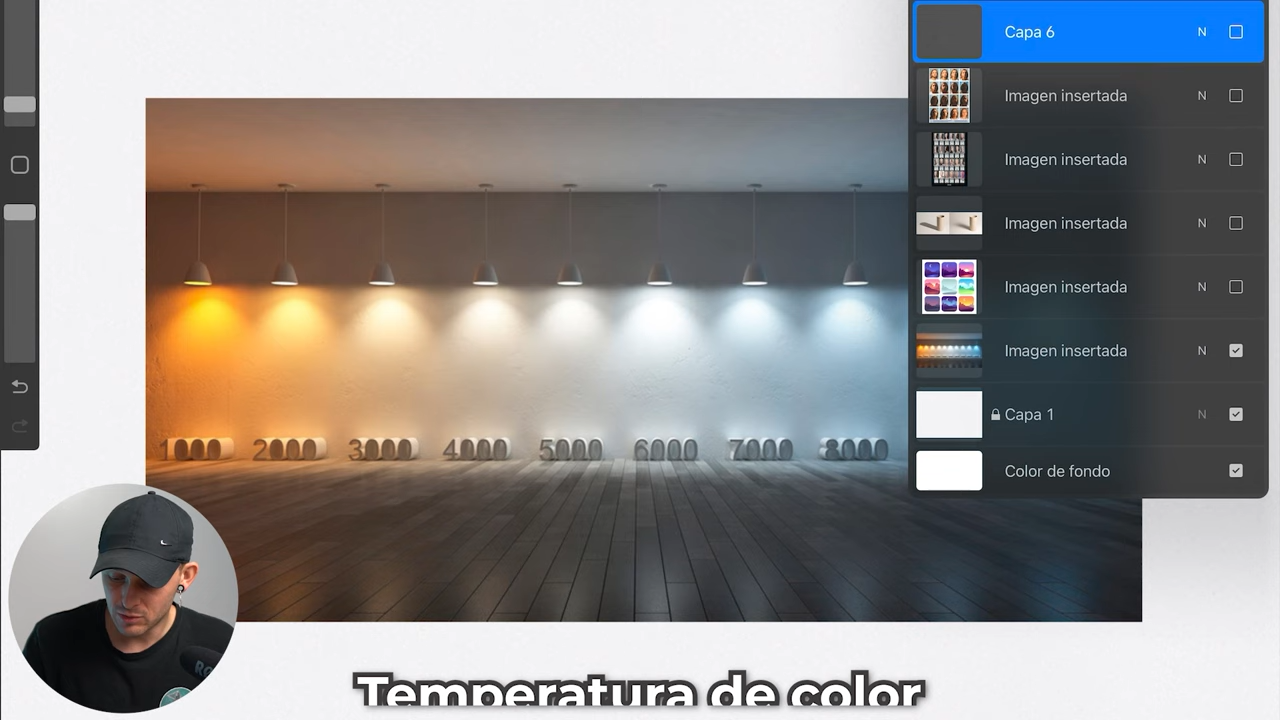 Capa 6 N
Imagen insertada N
Imagen insertada N
Imagen insertada N
Imagen insertada N
Imagen insertada N
Capa 1 N
Color de fondo
1000 2000 3000 4000 5000 6000 7000 8000
Temperatura de color